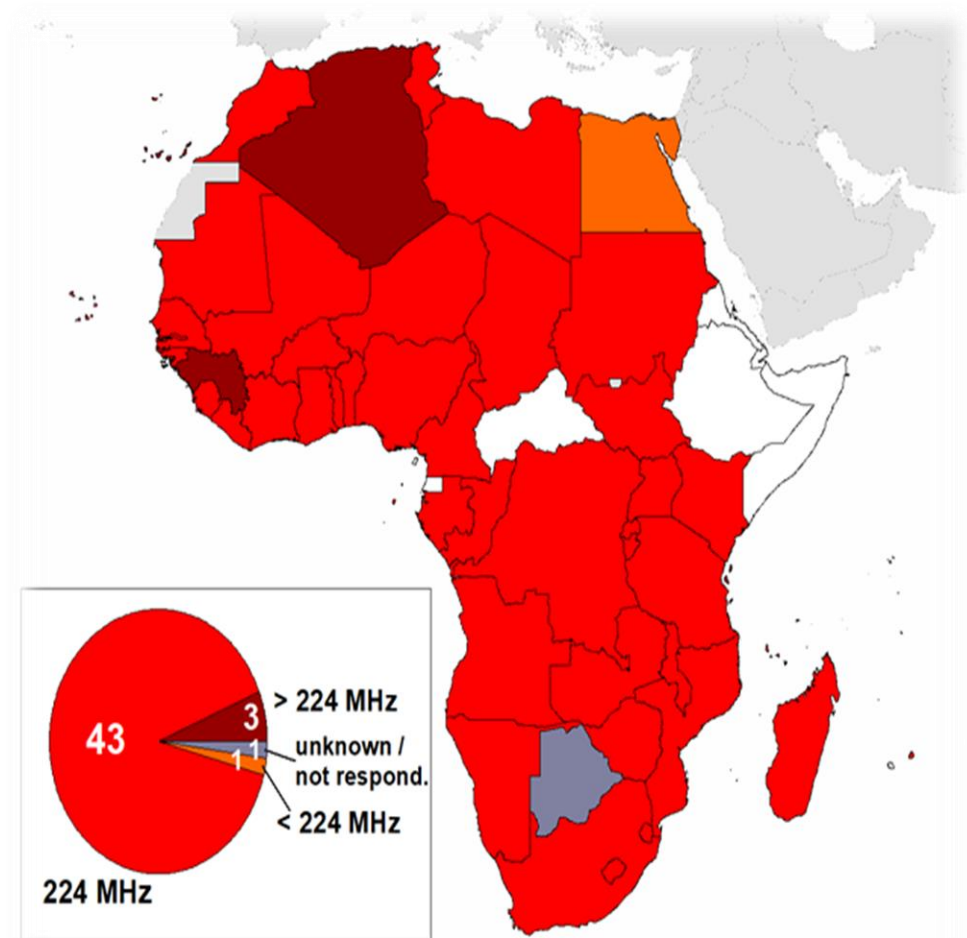 43
3
> 224 MHz
1
unknown /
1
not respond.
< 224 MHz
224 MHz